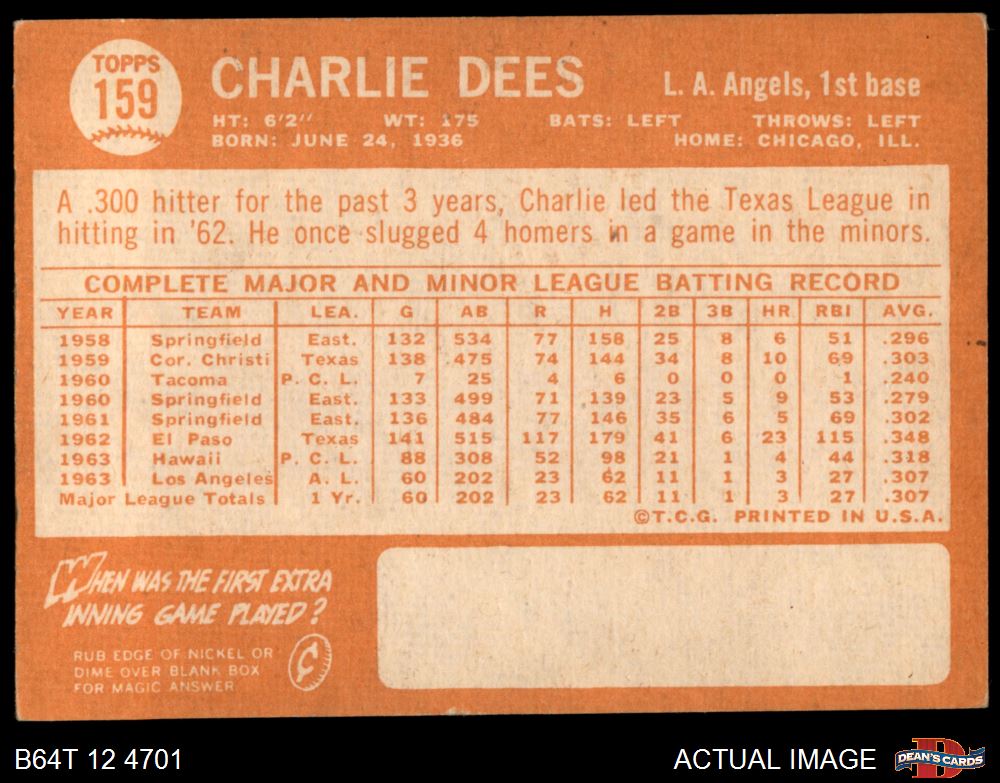 TOPPS
159
CHARLIE DEES
L. A. Angels, 1st base
HT: 6'2" WT: 175 BATS: LEFT THROWS: LEFT
BORN: JUNE 24, 1936 HOME: CHICAGO, ILL.
A .300 hitter for the past 3 years, Charlie led the Texas League in
hitting in '62. He once slugged 4 homers in a game in the minors.
COMPLETE MAJOR AND MINOR LEAGUE BATTING RECORD
YEAR TEAM LEA. G AB R H 2B 3B HR RBI AVG.
1958 Springfield East. 132 534 77 158 25 8 6 51 .296
1959 Cor. Christi Texas 138 .475 74 144 34 8 10 69 .303
1960 Tacoma P. C. L. 7 25 4 6 0 0 0 1 .240
1960 Springfield East. 133 499 71 139 23 5 9 53 .279
1961 Springfield East. 136 484 77 146 35 6 5 69 .302
1962 El Paso Texas 141 515 117 179 41 6 23 115 .348
1963 Hawaii P. C. L. 88 308 52 98 21 1 4 44 .318
1963 Los Angeles A. L. 60 202 23 62 11 1 3 27 .307
Major League Totals 1 Yr. 60 202 23 62 11 1 3 27 .307
©T.C.G. PRINTED IN U.S.A.
WHEN WAS THE FIRST EXTRA
INNING GAME PLAYED?
RUB EDGE OF NICKEL OR
DIME OVER BLANK BOX
FOR MAGIC ANSWER
¢
B64T 12 4701
ACTUAL IMAGE
D
DEAN'S CARDS